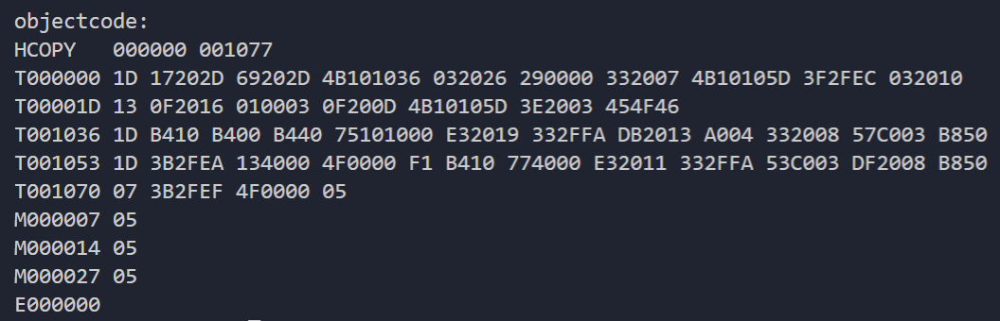 objectcode:
HCOPY   000000 001077
T000000 1D 17202D 69202D 4B101036 032026 290000 332007 4B10105D 3F2FEC 032010
T00001D 13 0F2016 010003 0F200D 4B10105D 3E2003 454F46
T001036 1D B410 B400 B440 75101000 E32019 332FFA DB2013 A004 332008 57C003 B850
T001053 1D 3B2FEA 134000 4F0000 F1 B410 774000 E32011 332FFA 53C003 DF2008 B850
T001070 07 3B2FEF 4F0000 05
M000007 05
M000014 05
M000027 05
E000000